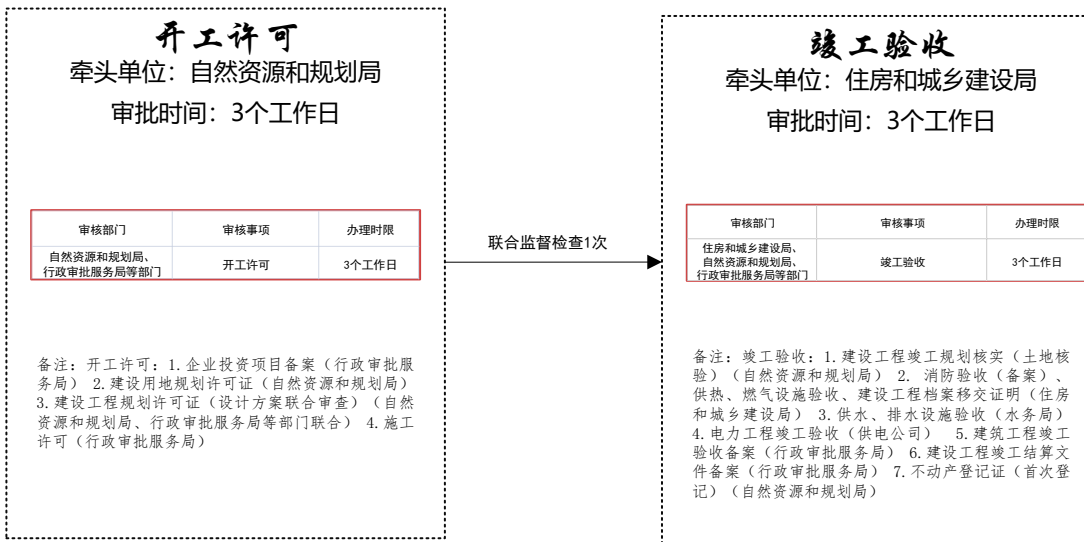 开工许可
牵头单位：自然资源和规划局
审批时间：3个工作日
审核部门 审核事项 办理时限
自然资源和规划局、
行政审批服务局等部门
开工许可
3个工作日
备注：开工许可：1.企业投资项目备案（行政审批服
务局） 2.建设用地规划许可证（自然资源和规划局）
3.建设工程规划许可证（设计方案联合审查）（自然
资源和规划局、行政审批服务局等部门联合） 4.施工
许可（行政审批服务局）
联合监督检查1次
竣工验收
牵头单位：住房和城乡建设局
审批时间：3个工作日
审核部门 审核事项 办理时限
住房和城乡建设局、
自然资源和规划局、
行政审批服务局等部门
竣工验收
3个工作日
备注：竣工验收：1.建设工程竣工规划核实（土地核
验）（自然资源和规划局） 2. 消防验收（备案）、
供热、燃气设施验收、建设工程档案移交证明（住房
和城乡建设局） 3.供水、排水设施验收（水务局）
4.电力工程竣工验收（供电公司） 5.建筑工程竣工
验收备案（行政审批服务局） 6.建设工程竣工结算文
件备案（行政审批服务局） 7.不动产登记证（首次登
记）（自然资源和规划局）